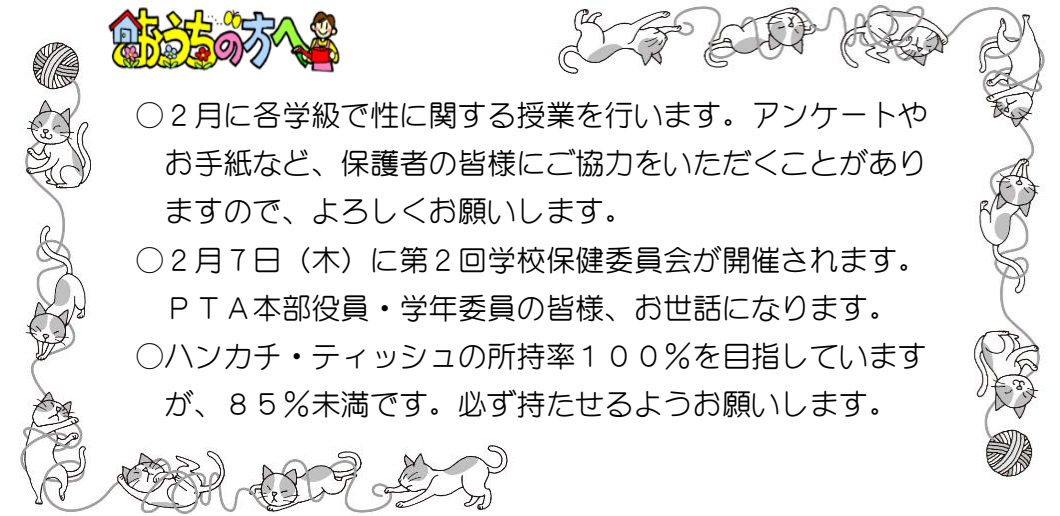 おうちの方へ
○２月に各学級で性に関する授業を行います。アンケートや
お手紙など、保護者の皆様にご協力をいただくことがあり
ますので、よろしくお願いします。
○２月７日（木）に第２回学校保健委員会が開催されます。
ＰＴＡ本部役員・学年委員の皆様、お世話になります。
○ハンカチ・ティッシュの所持率１００％を目指しています
が、８５％未満です。必ず持たせるようお願いします。